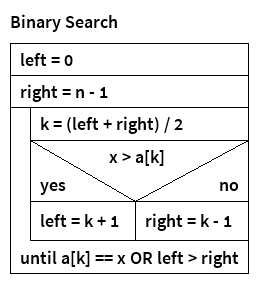 Binary Search
left = 0
right = n - 1
k = (left + right) / 2
x > a[k]
yes no
left = k + 1 right = k - 1
until a[k] == x OR left > right